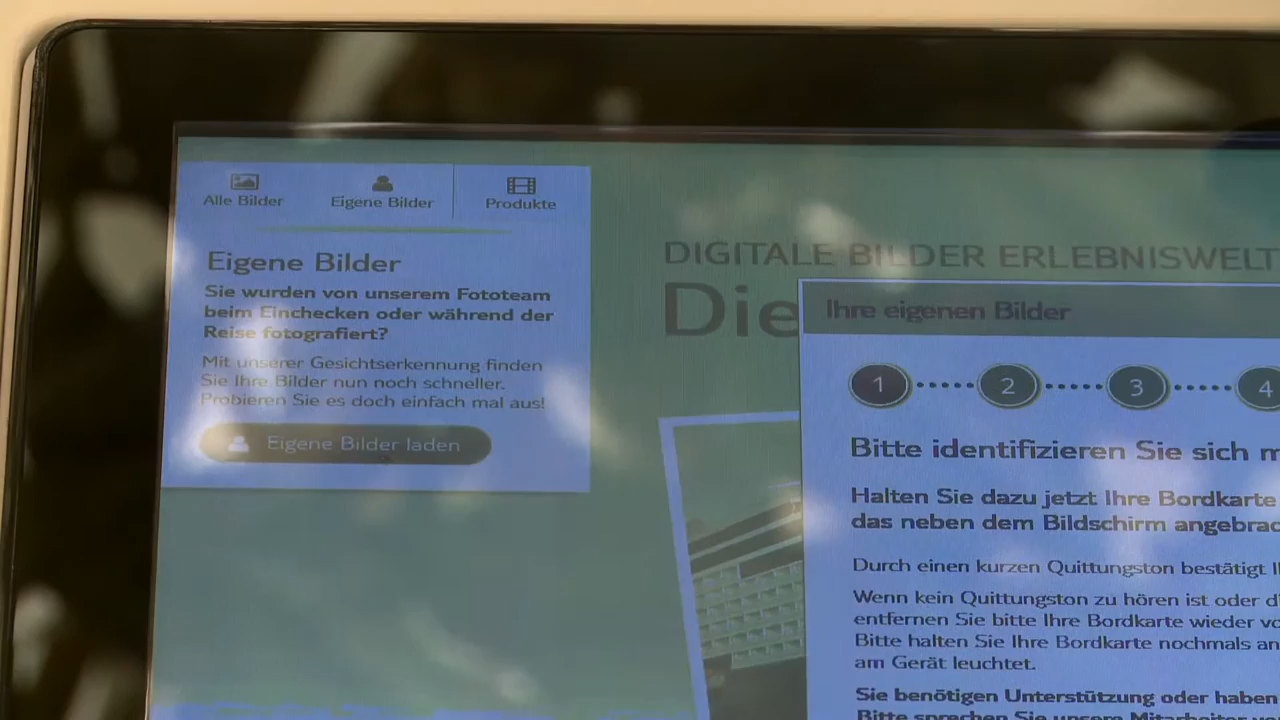 Alle Bilder
Eigene Bilder
Produkte
Eigene Bilder
Sie wurden von unserem Fototeam
beim Einchecken oder während der
Reise fotografiert?
Mit unserer Gesichtserkennung finden
Sie Ihre Bilder nun noch schneller.
Probieren Sie es doch einfach mal aus!
Eigene Bilder laden
DIGITALE BILDER ERLEBNISWELT
Die
Ihre eigenen Bilder
1 2 3 4
Bitte identifizieren Sie sich
Halten Sie dazu jetzt Ihre Bordkarte
das neben dem Bildschirm
Durch einen kurzen Quittungston bestätigt
Wenn kein Quittungston zu hören ist oder
entfernen Sie bitte Ihre Bordkarte wieder
Bitte halten Sie Ihre Bordkarte nochmals an
am Gerät leuchtet.
Sie benötigen Unterstützung oder haben
Bitte sprechen Sie unsere